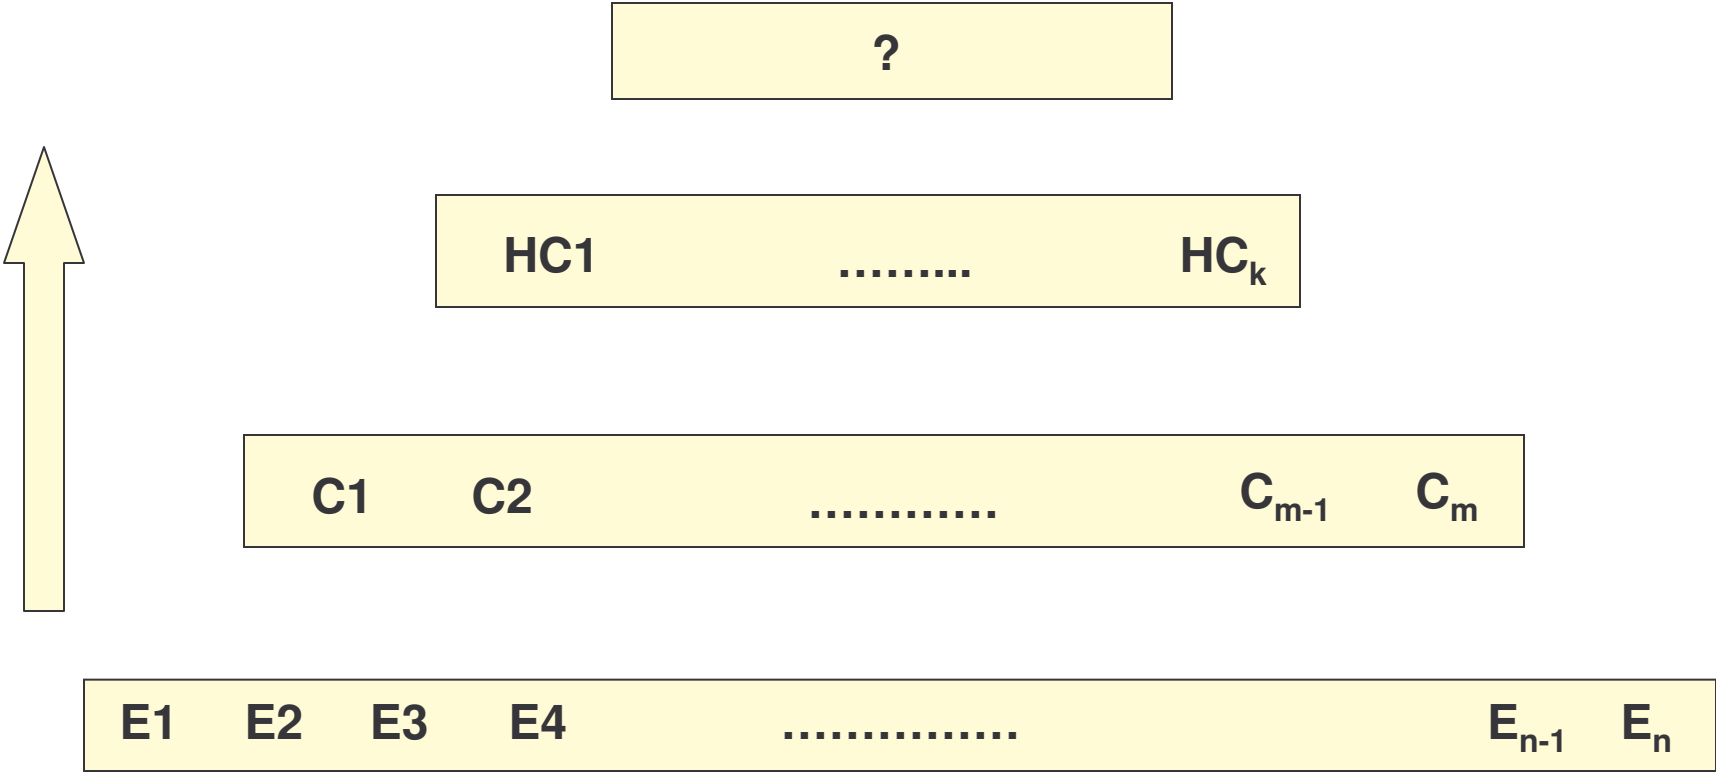 ?
HC1 ……... HCk
C1 C2 ………… Cm-1 Cm
E1 E2 E3 E4 …………… En-1 En